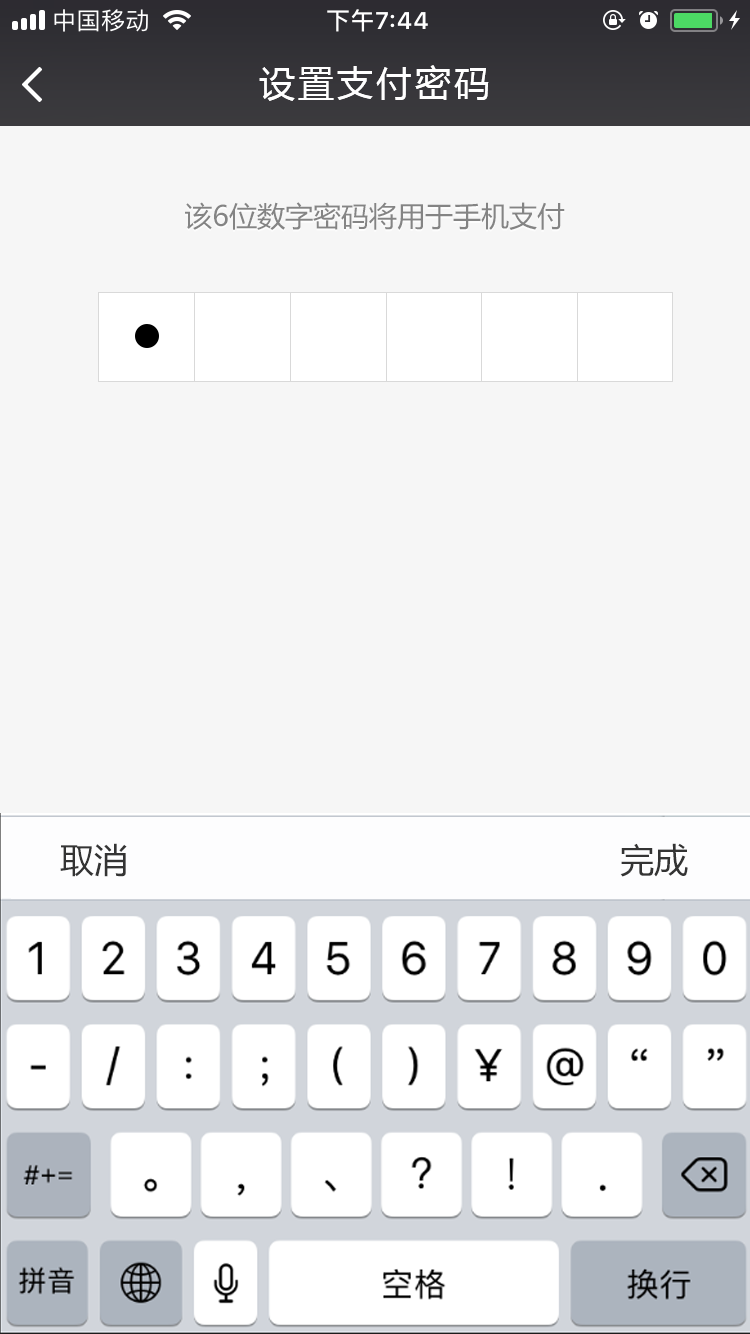 中国移动 下午7:44
设置支付密码
该6位数字密码将用于手机支付
取消 完成
1 2 3 4 5 6 7 8 9 0
- / : ; ( ) ¥ @ “ ”
#+= 。 , 、 ? ! .
拼音 空格 换行